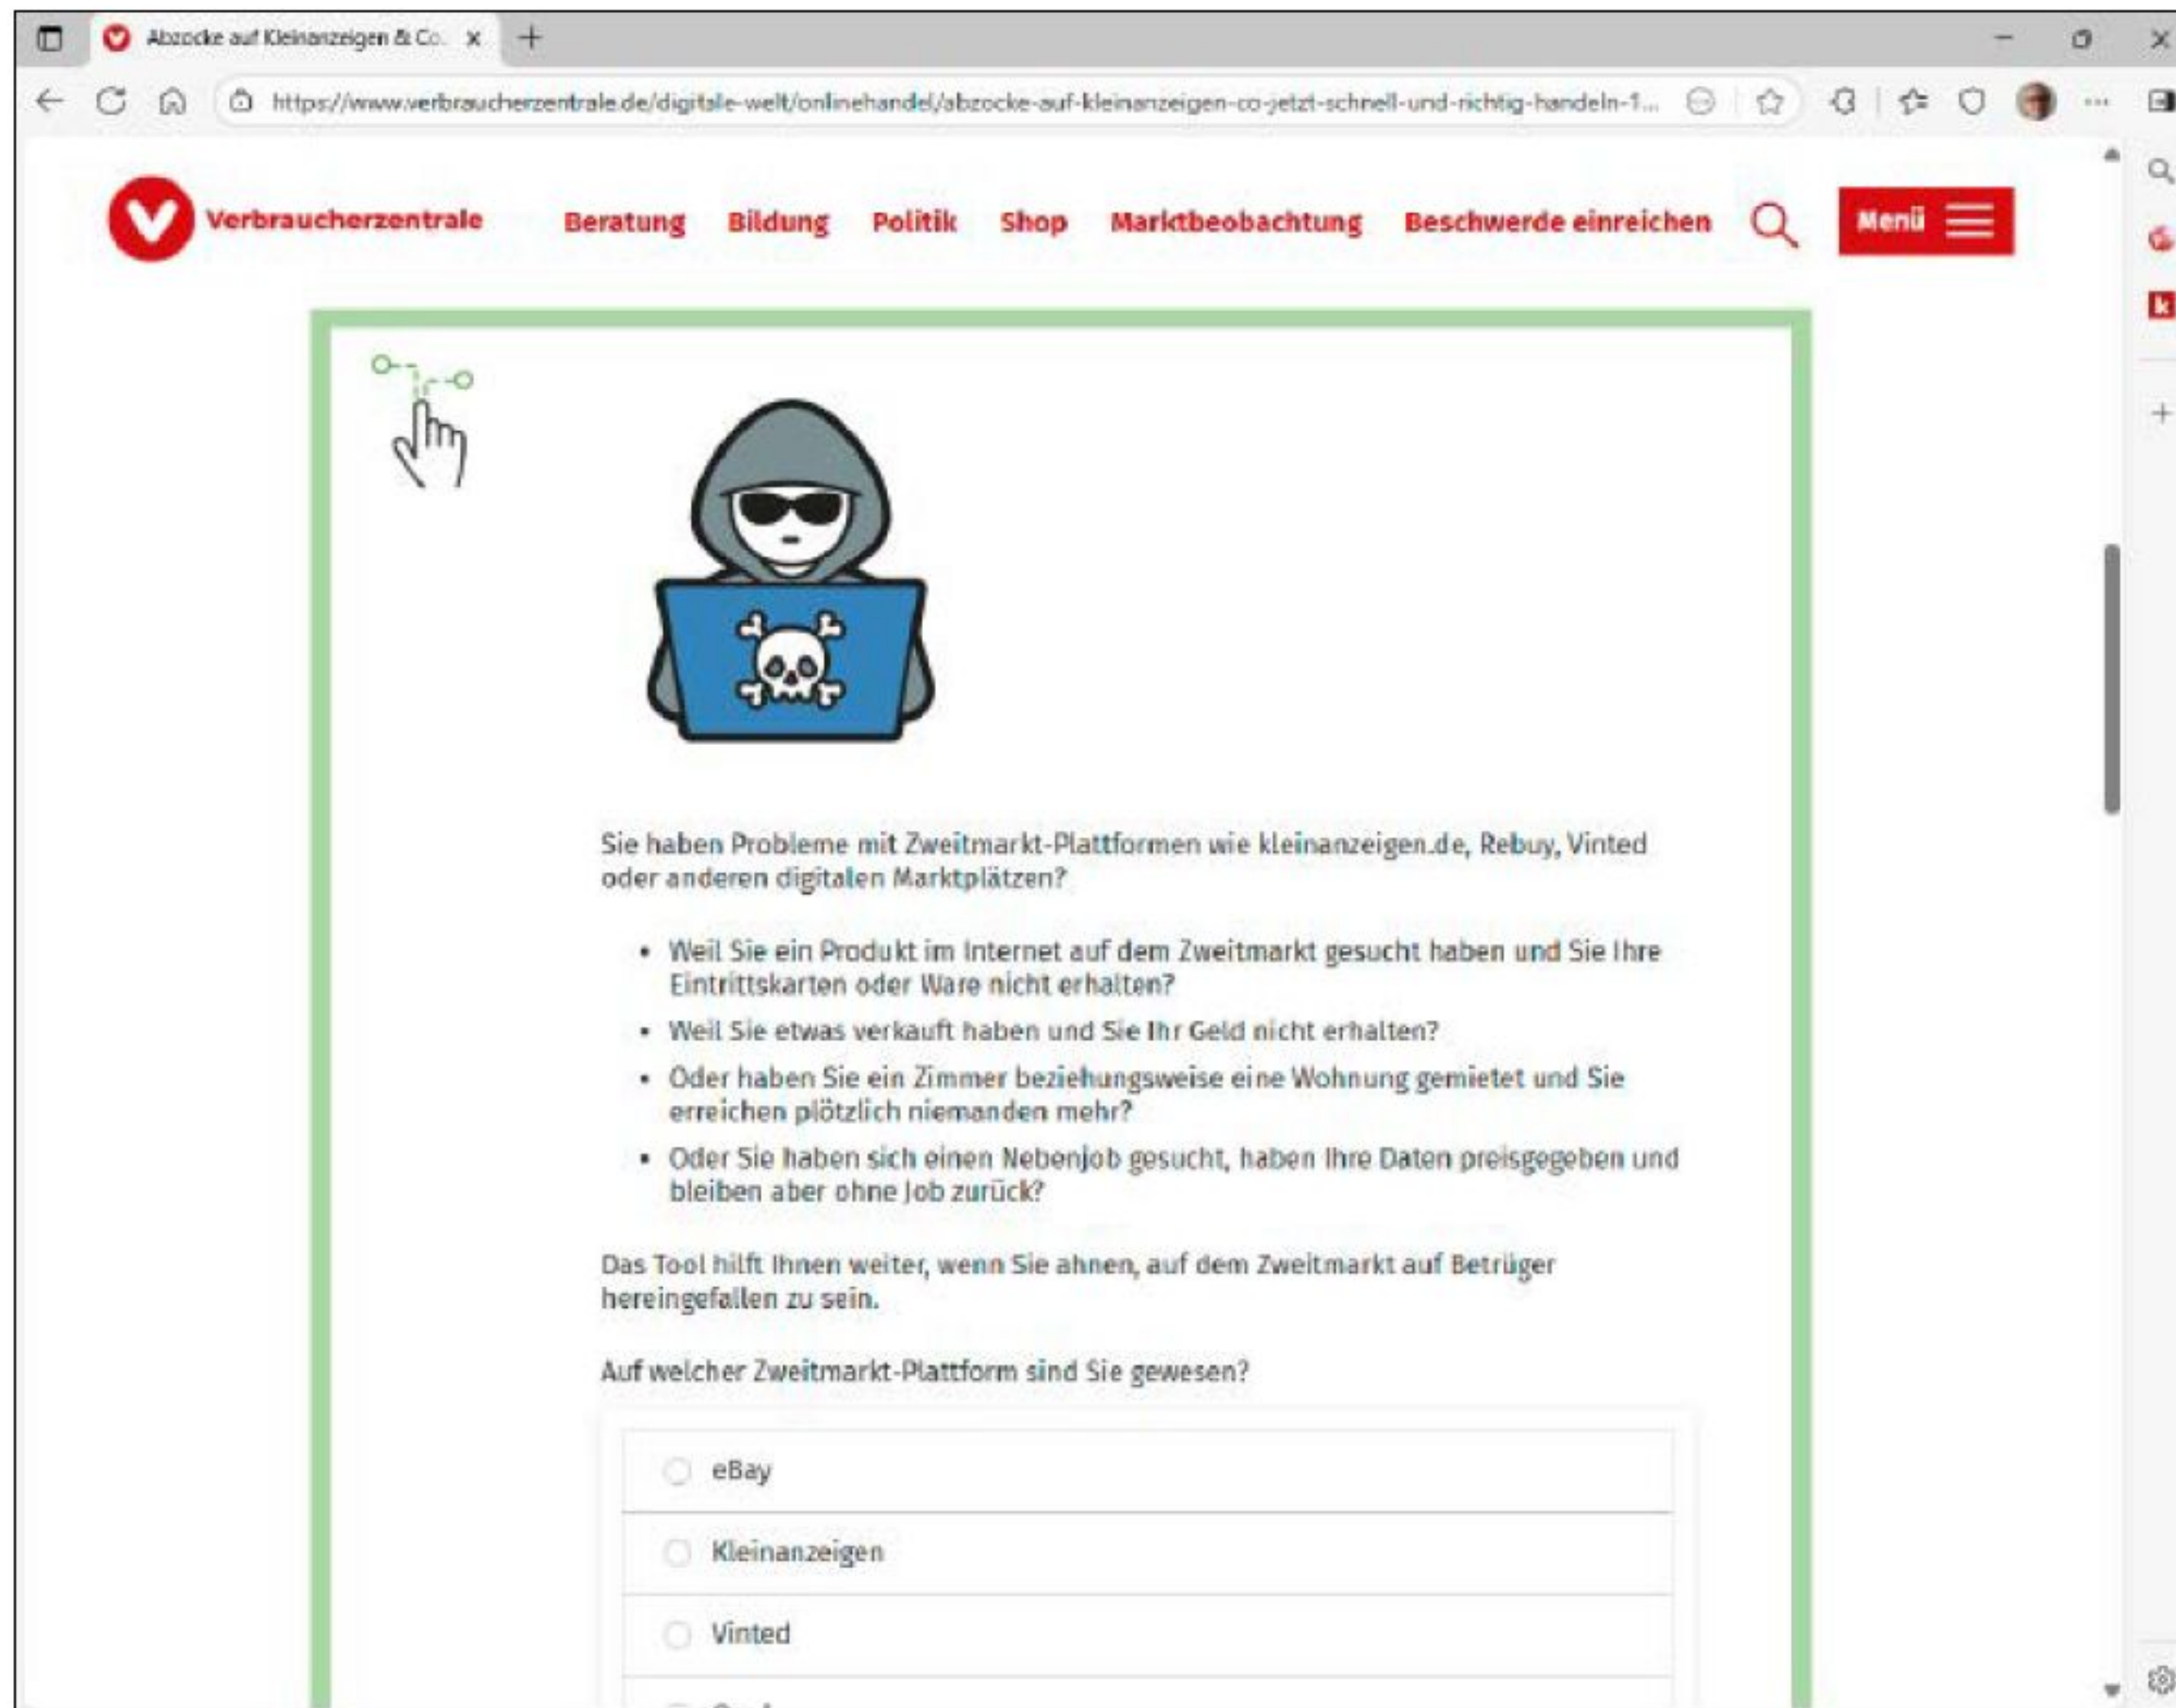 Abzocke auf Kleinanzeigen & Co.
https://www.verbraucherzentrale.de/digitale-welt/onlinehandel/abzocke-auf-kleinanzeigen-co-jetzt-schnell-und-richtig-handeln-1...
Verbraucherzentrale
Beratung Bildung Politik Shop Marktbeobachtung Beschwerde einreichen Menü
k
Sie haben Probleme mit Zweitmarkt-Plattformen wie kleinanzeigen.de, Rebuy, Vinted
oder anderen digitalen Marktplätzen?
• Weil Sie ein Produkt im Internet auf dem Zweitmarkt gesucht haben und Sie Ihre
Eintrittskarten oder Ware nicht erhalten?
• Weil Sie etwas verkauft haben und Sie Ihr Geld nicht erhalten?
• Oder haben Sie ein Zimmer beziehungsweise eine Wohnung gemietet und Sie
erreichen plötzlich niemanden mehr?
• Oder Sie haben sich einen Nebenjob gesucht, haben Ihre Daten preisgegeben und
bleiben aber ohne Job zurück?
Das Tool hilft Ihnen weiter, wenn Sie ahnen, auf dem Zweitmarkt auf Betrüger
hereingefallen zu sein.
Auf welcher Zweitmarkt-Plattform sind Sie gewesen?
eBay
Kleinanzeigen
Vinted